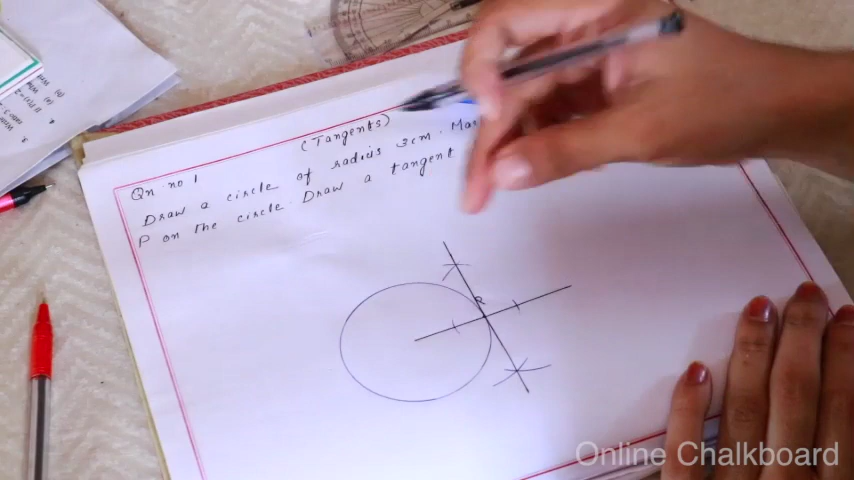 (Tangents)
Qn no 1
Draw a circle of radius 3cm. Mar
P on the circle. Draw a tangent
Online Chalkboard